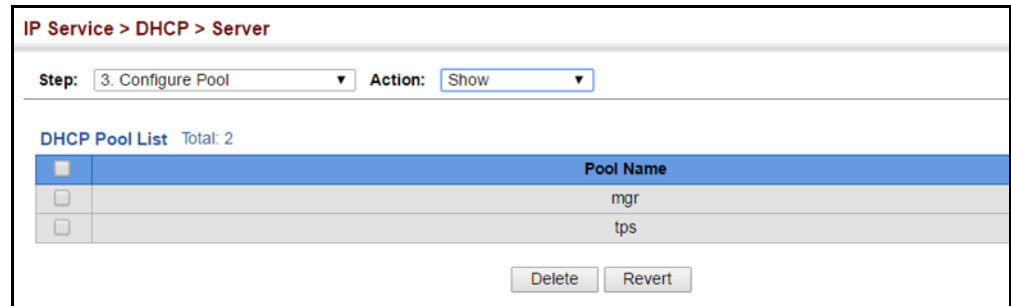 IP Service > DHCP > Server
Step: 3. Configure Pool Action: Show
DHCP Pool List Total: 2
Pool Name
mgr
tps
Delete Revert